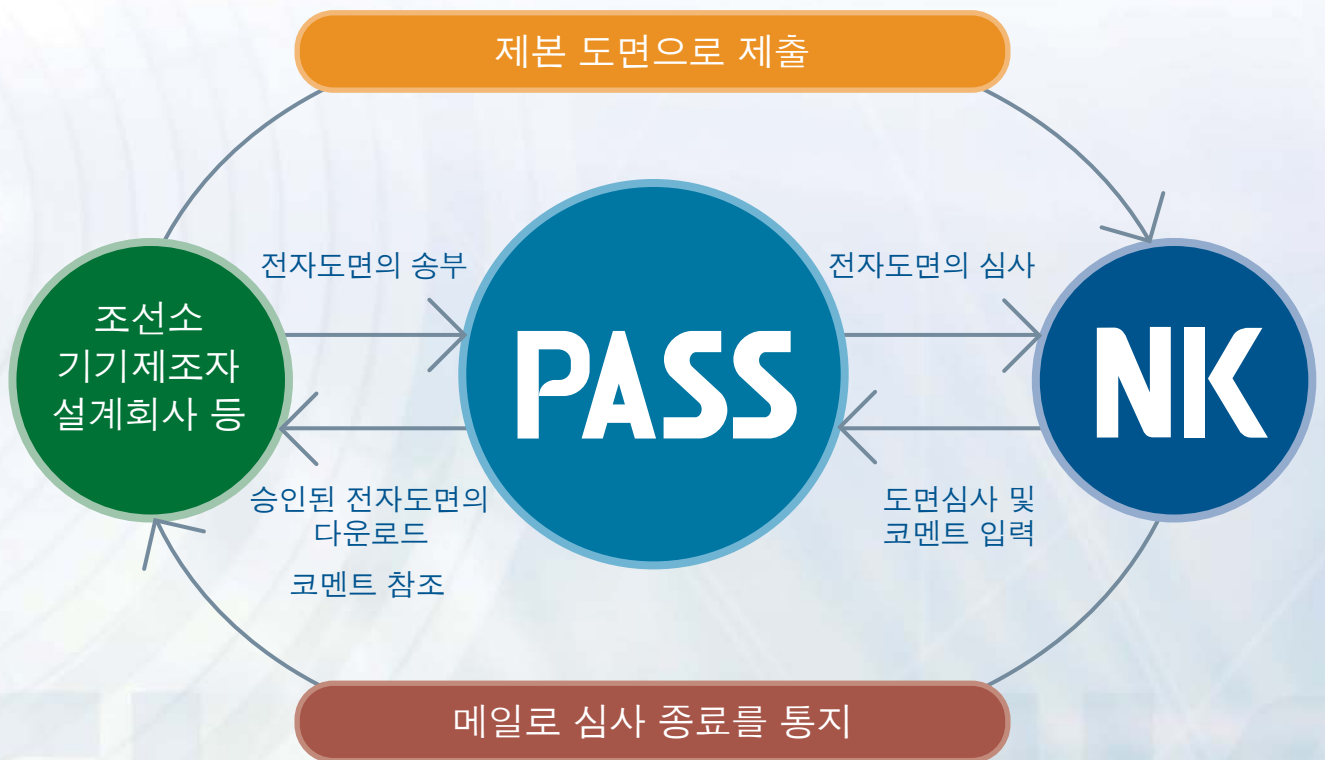 제본 도면으로 제출
전자도면의 송부
전자도면의 심사
조선소
기기제조자
설계회사 등
PASS
NK
승인된 전자도면의
다운로드
코멘트 참조
도면심사 및
코멘트 입력
메일로 심사 종료를 통지